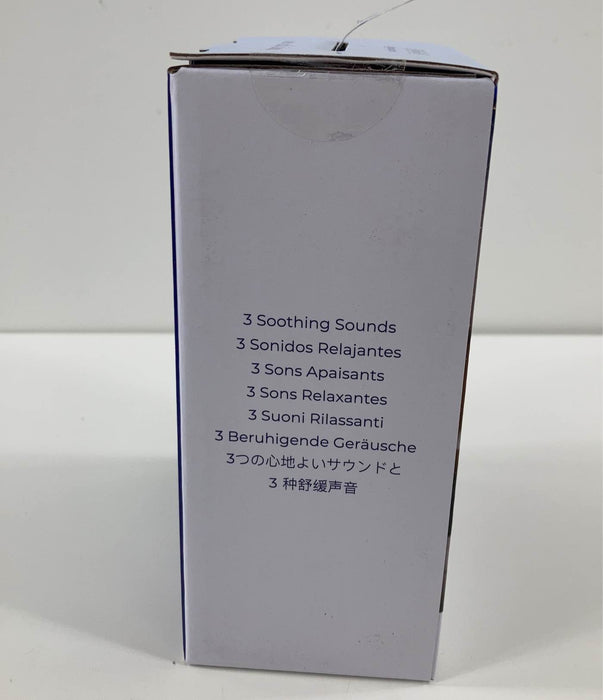 3 Soothing Sounds
3 Sonidos Relajantes
3 Sons Apaisants
3 Sons Relaxantes
3 Suoni Rilassanti
3 Beruhigende Geräusche
3つの心地よいサウンドと
3 种舒缓声音